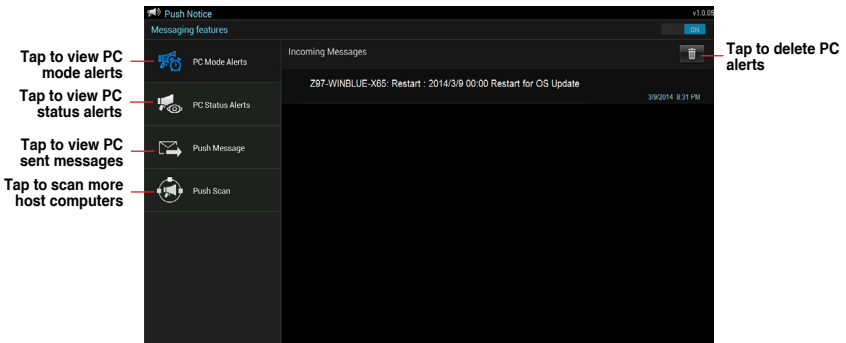 Push Notice
v1.0.05
Messaging features
ON
Tap to view PC
mode alerts
PC Mode Alerts
Incoming Messages
Tap to delete PC
alerts
Z97-WINBLUE-X65: Restart : 2014/3/9 00:00 Restart for OS Update
3/9/2014 8:31 PM
Tap to view PC
status alerts
PC Status Alerts
Tap to view PC
sent messages
Push Message
Tap to scan more
host computers
Push Scan